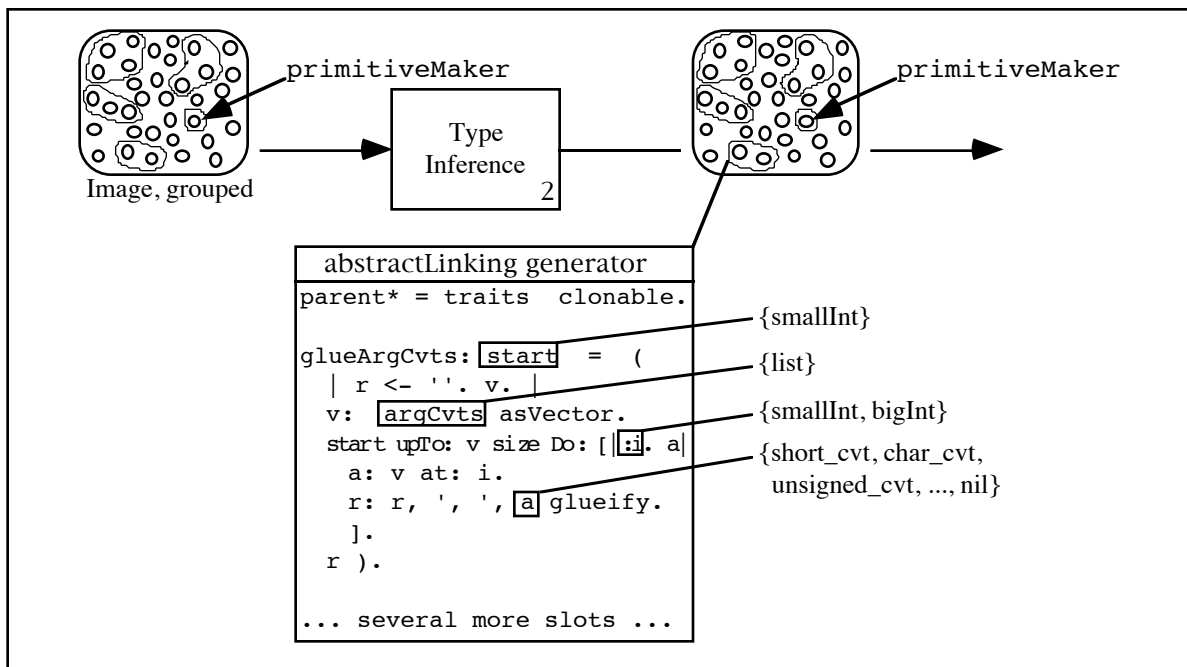 primitiveMaker
primitiveMaker
Type
Inference
2
Image, grouped
abstractLinking generator
parent* = traits clonable.
glueArgCvts: start = (
| r <- ''. v. |
v: argCvts asVector.
start upTo: v size Do: [|:i. a|
a: v at: i.
r: r, ', ', a glueify.
].
r ).
... several more slots ...
{smallInt}
{list}
{smallInt, bigInt}
{short_cvt, char_cvt,
unsigned_cvt, ..., nil}